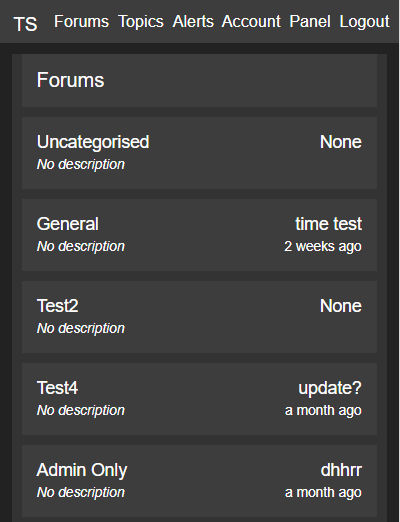 TS Forums Topics Alerts Account Panel Logout
Forums
Uncategorised None
No description
General time test
No description 2 weeks ago
Test2 None
No description
Test4 update?
No description a month ago
Admin Only dhhrr
No description a month ago